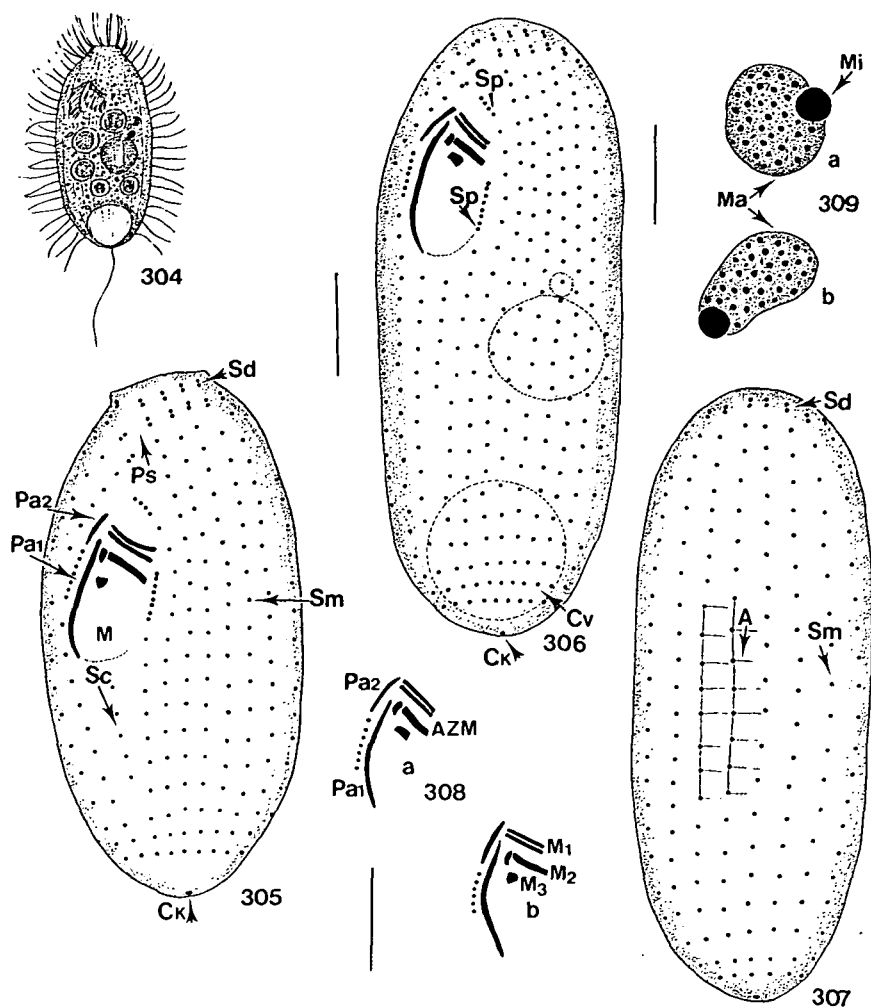 Sp
Mi
Sp
a
Ma
309
304
b
Sd
Sd
Ps
Pa2
Pa1
Sm
M
Cv
A
Sm
Sc
CK
306
Pa2
AZM
a
Pa1
308
M1
M2
M3
b
CK
305
307